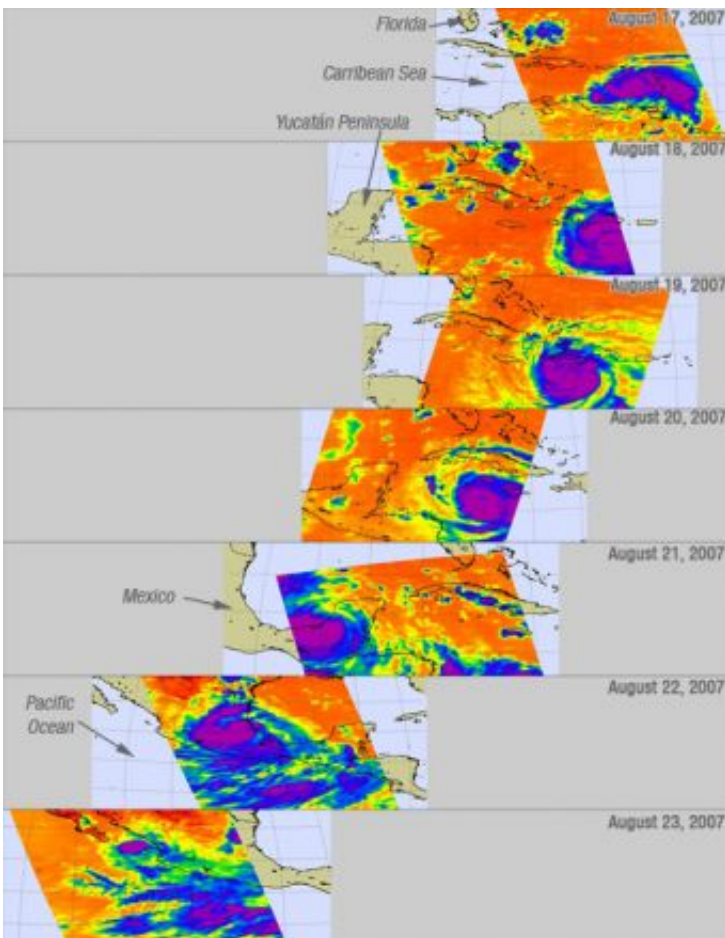 Florida
August 17, 2007
Carribean Sea
Yucatán Peninsula
August 18, 2007
August 19, 2007
August 20, 2007
August 21, 2007
Mexico
August 22, 2007
Pacific
Ocean
August 23, 2007